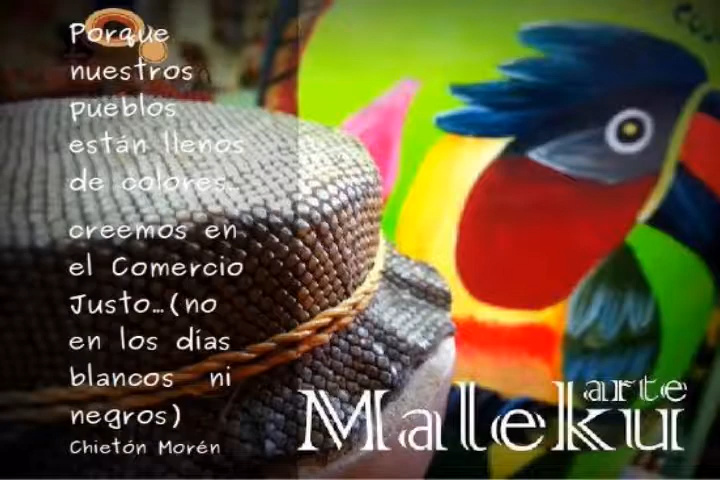 Porque
nuestros
pueblos
están llenos
de colores...
creemos en
el Comercio
Justo...(no
en los días
blancos ni
negros)
Chietón Morén
arte
Maleku